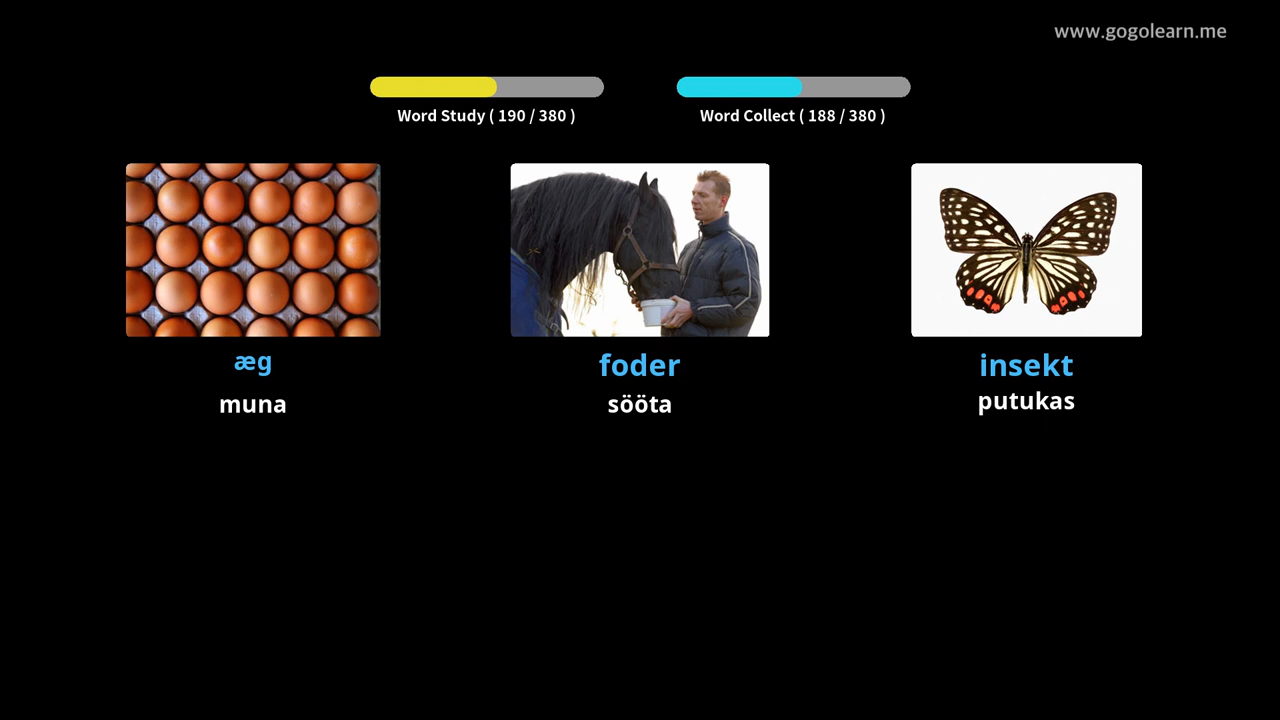 www.gogolearn.me
Word Study ( 190 / 380 )
Word Collect ( 188 / 380 )
æg
muna
foder
sööta
insekt
putukas